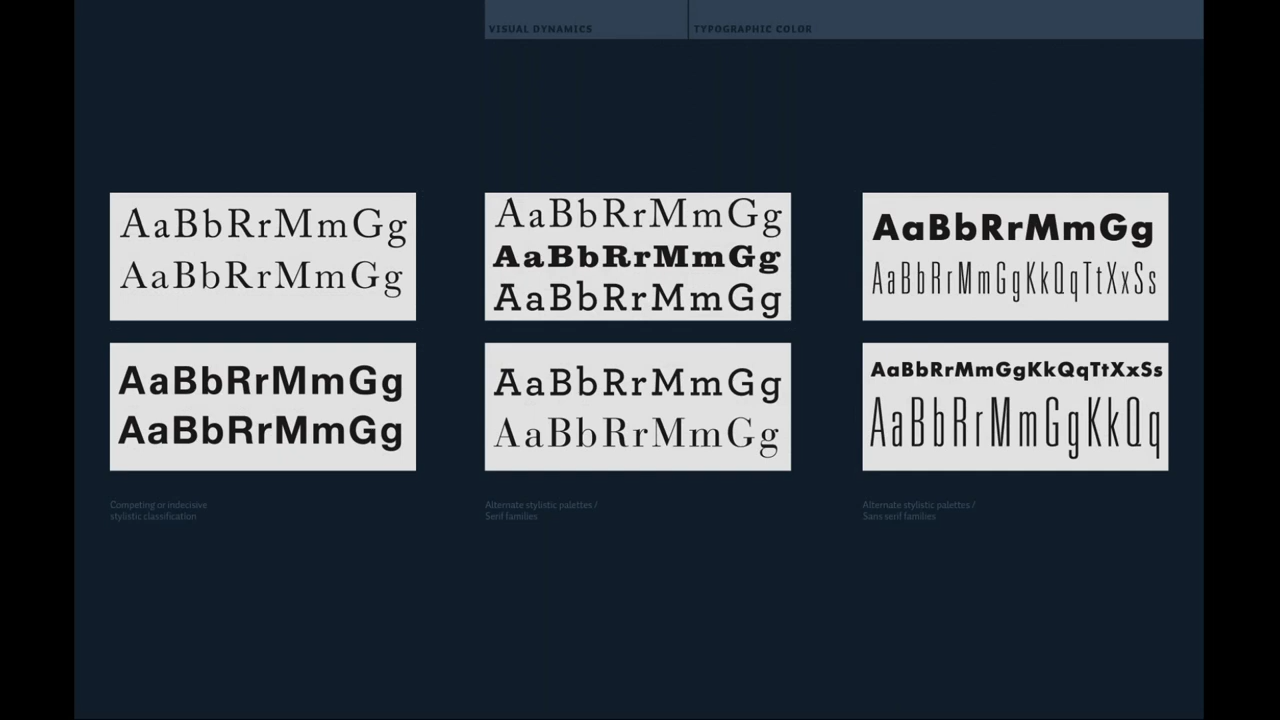 VISUAL DYNAMICS
TYPOGRAPHIC COLOR
AaBbRrMmGg
AaBbRrMmGg
AaBbRrMmGg
AaBbRrMmGg
Competing or indecisive
stylistic classification
AaBbRrMmGg
AaBbRrMmGg
AaBbRrMmGg
AaBbRrMmGg
AaBbRrMmGg
Alternate stylistic palettes /
Serif families
AaBbRrMmGg
AaBbRrMmGgKkQqTtXxSs
AaBbRrMmGgKkQqTtXxSs
AaBbRrMmGgKkQq
Alternate stylistic palettes /
Sans serif families